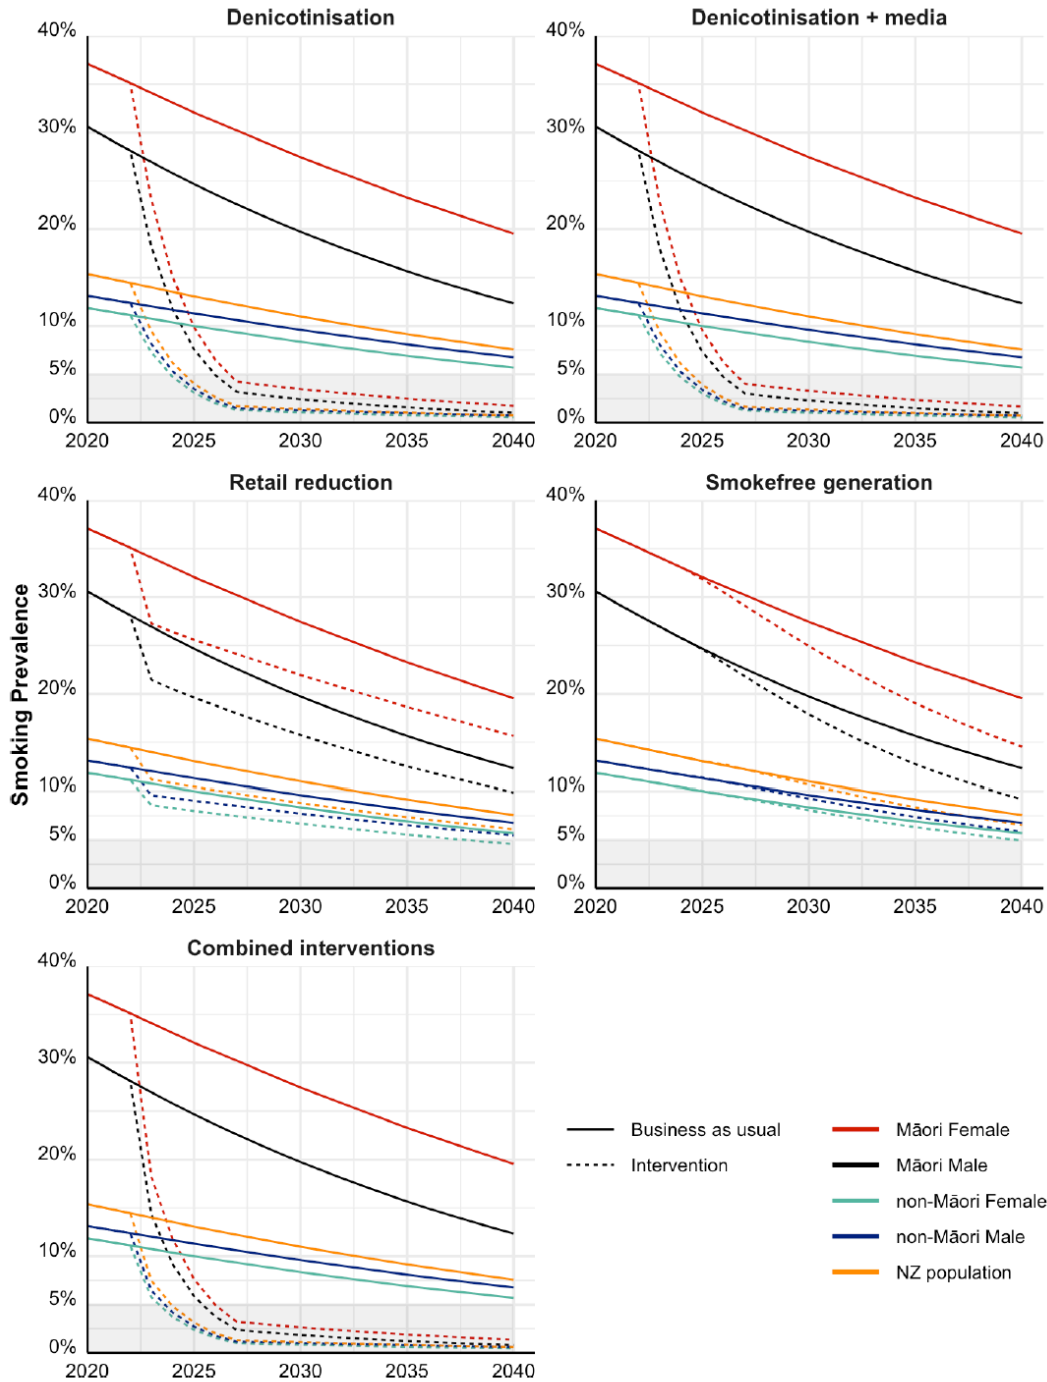 Denicotinisation
40%
30%
20%
10%
5%
0%
2020 2025 2030 2035 2040
Denicotinisation + media
40%
30%
20%
10%
5%
0%
2020 2025 2030 2035 2040
Smoking Prevalence
Retail reduction
40%
30%
20%
10%
5%
0%
2020 2025 2030 2035 2040
Smokefree generation
40%
30%
20%
10%
5%
0%
2020 2025 2030 2035 2040
Combined interventions
40%
30%
20%
10%
5%
0%
2020 2025 2030 2035 2040
Business as usual
Intervention
Māori Female
Māori Male
non-Māori Female
non-Māori Male
NZ population